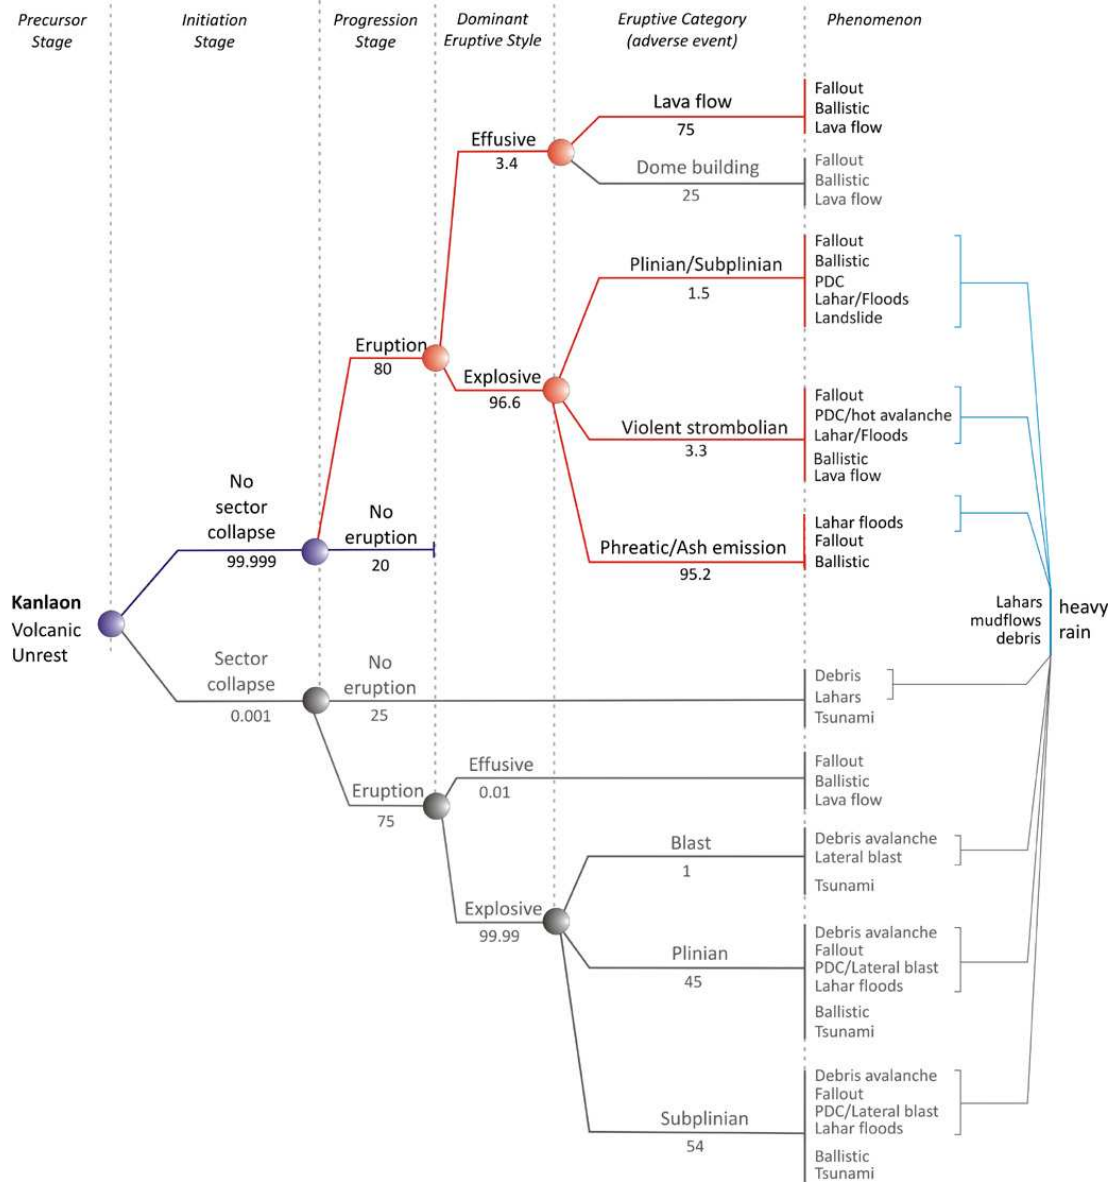 Precursor
Stage
Initiation
Stage
Progression
Stage
Dominant
Eruptive Style
Eruptive Category
(adverse event)
Phenomenon
Kanlaon
Volcanic
Unrest
No
sector
collapse
99.999
Eruption
80
Effusive
3.4
Lava flow
75
Fallout
Ballistic
Lava flow
Dome building
25
Fallout
Ballistic
Lava flow
Explosive
96.6
Plinian/Subplinian
1.5
Fallout
Ballistic
PDC
Lahar/Floods
Landslide
Violent strombolian
3.3
Fallout
PDC/hot avalanche
Lahar/Floods
Ballistic
Lava flow
Phreatic/Ash emission
95.2
Lahar floods
Fallout
Ballistic
No
eruption
20
Lahars
mudflows
debris
heavy
rain
Sector
collapse
0.001
No
eruption
25
Debris
Lahars
Tsunami
Eruption
75
Effusive
0.01
Fallout
Ballistic
Lava flow
Explosive
99.99
Blast
1
Debris avalanche
Lateral blast
Tsunami
Plinian
45
Debris avalanche
Fallout
PDC/Lateral blast
Lahar floods
Ballistic
Tsunami
Subplinian
54
Debris avalanche
Fallout
PDC/Lateral blast
Lahar floods
Ballistic
Tsunami